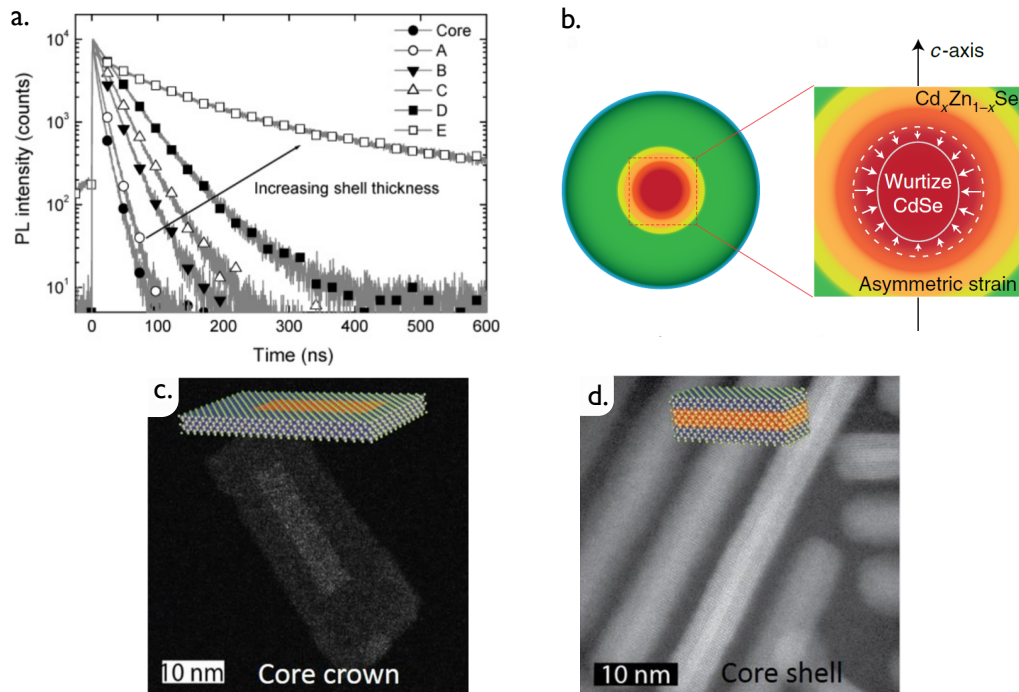 a.
PL intensity (counts)
10⁴
10³
10²
10¹
0
100
200
300
400
500
600
Time (ns)
Core
A
B
C
D
E
Increasing shell thickness
b.
c-axis
CdₓZn₁₋ₓSe
Wurtize
CdSe
Asymmetric strain
c.
10 nm
Core crown
d.
10 nm
Core shell